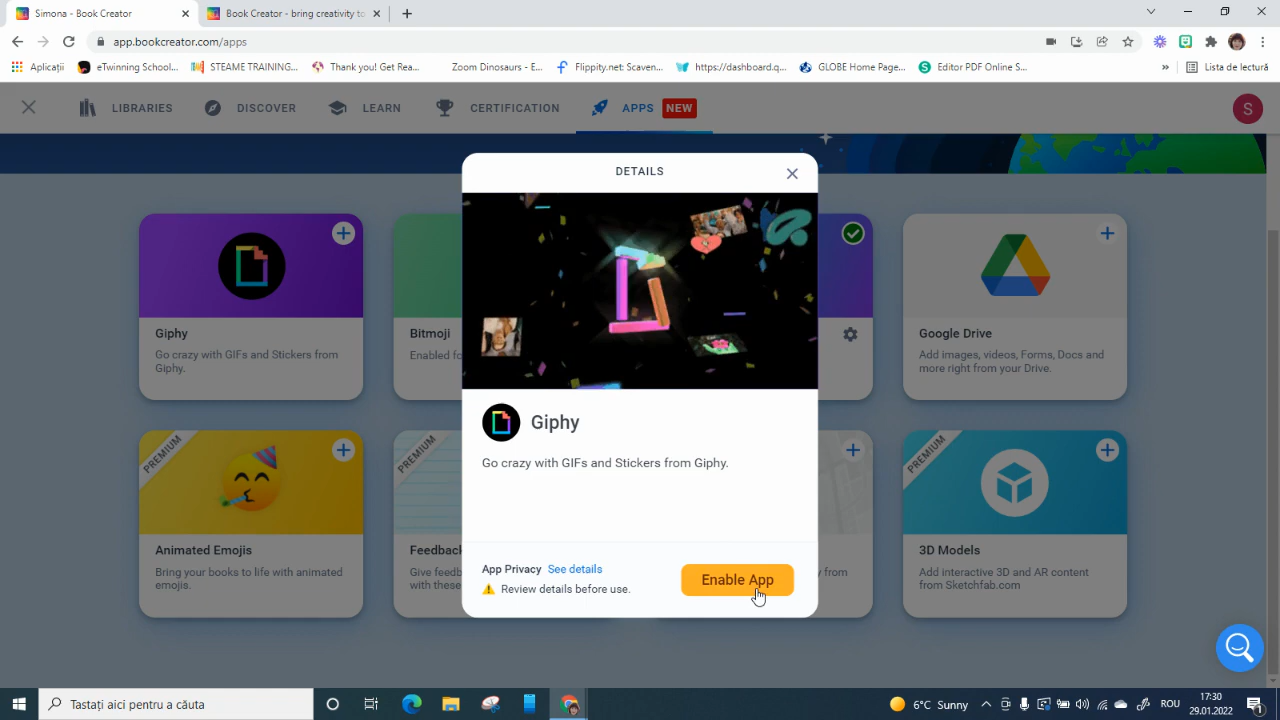 Simona - Book Creator
Book Creator - bring creativity to
app.bookcreator.com/apps
Aplicații
eTwinning School...
STEAME TRAINING...
Thank you! Get Rea...
Zoom Dinosaurs - E...
Flippity.net: Scaven...
https://dashboard.q...
GLOBE Home Page...
Editor PDF Online S...
»
Lista de lectură
LIBRARIES
DISCOVER
LEARN
CERTIFICATION
APPS NEW
S
DETAILS
Giphy
Go crazy with GIFs and Stickers from
Giphy.
Bitmoji
Enabled fo
Google Drive
Add images, videos, Forms, Docs and
more right from your Drive.
Giphy
Go crazy with GIFs and Stickers from Giphy.
PREMIUM
Animated Emojis
Bring your books to life with animated
emojis.
PREMIUM
Feedback
Give feedb
with these
y from
PREMIUM
3D Models
Add interactive 3D and AR content
from Sketchfab.com
App Privacy See details
Review details before use.
Enable App
Tastați aici pentru a căuta
6°C Sunny
ROU
17:30
29.01.2022
1